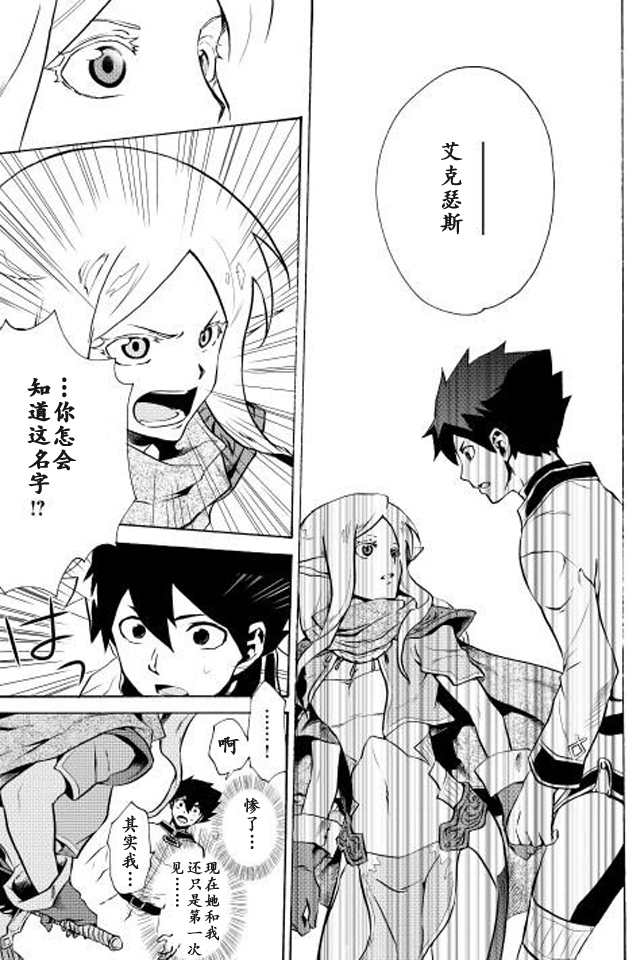 艾克瑟斯——
…你怎会
知道这名字
!?
は
………
啊
惨了…
现在她和我
还只是第一次
见……
其实我…